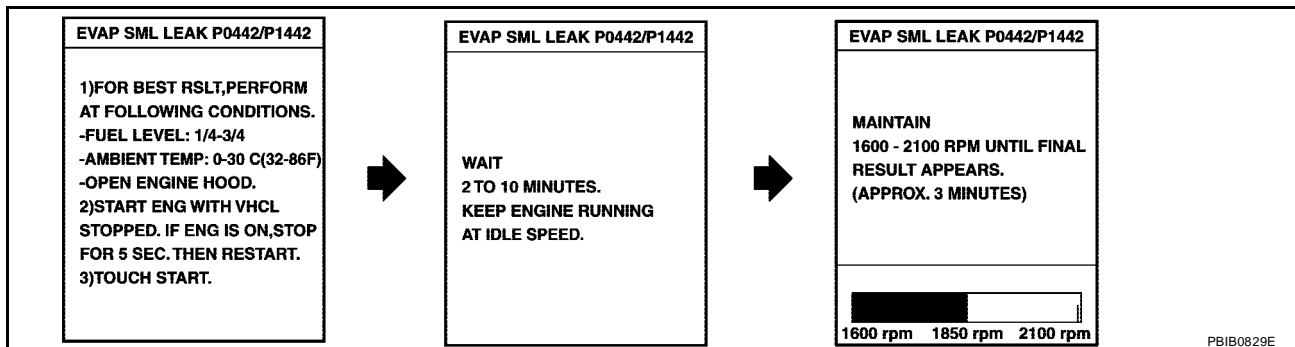 EVAP SML LEAK P0442/P1442
1)FOR BEST RSLT,PERFORM
AT FOLLOWING CONDITIONS.
-FUEL LEVEL: 1/4-3/4
-AMBIENT TEMP: 0-30 C(32-86F)
-OPEN ENGINE HOOD.
2)START ENG WITH VHCL
STOPPED. IF ENG IS ON,STOP
FOR 5 SEC. THEN RESTART.
3)TOUCH START.
EVAP SML LEAK P0442/P1442
WAIT
2 TO 10 MINUTES.
KEEP ENGINE RUNNING
AT IDLE SPEED.
EVAP SML LEAK P0442/P1442
MAINTAIN
1600 - 2100 RPM UNTIL FINAL
RESULT APPEARS.
(APPROX. 3 MINUTES)
1600 rpm 1850 rpm 2100 rpm
PBIB0829E